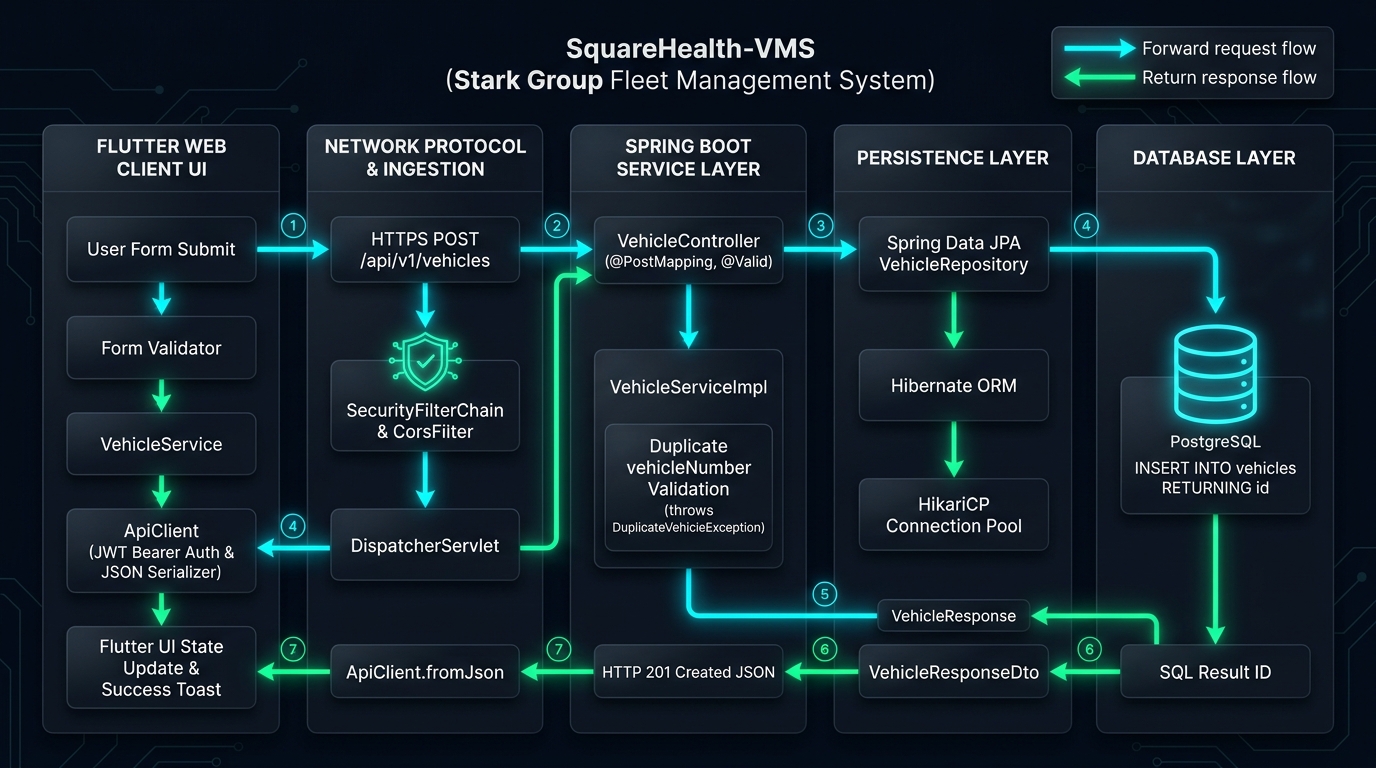 SquareHealth-VMS
(Stark Group Fleet Management System)
Forward request flow
Return response flow
FLUTTER WEB
CLIENT UI
User Form Submit
Form Validator
VehicleService
ApiClient
(JWT Bearer Auth &
JSON Serializer)
Flutter UI State
Update &
Success Toast
1
4
7
NETWORK PROTOCOL
& INGESTION
HTTPS POST
/api/v1/vehicles
SecurityFilterChain
& CorsFilter
DispatcherServlet
ApiClient.fromJson
2
7
SPRING BOOT
SERVICE LAYER
VehicleController
(@PostMapping, @Valid)
VehicleServiceImpl
Duplicate
vehicleNumber
Validation
(throws
DuplicateVehicieException)
HTTP 201 Created JSON
3
5
6
PERSISTENCE LAYER
Spring Data JPA
VehicleRepository
Hibernate ORM
HikariCP
Connection Pool
VehicleResponse
VehicleResponseDto
4
6
DATABASE LAYER
PostgreSQL
INSERT INTO vehicles
RETURNING id
SQL Result ID